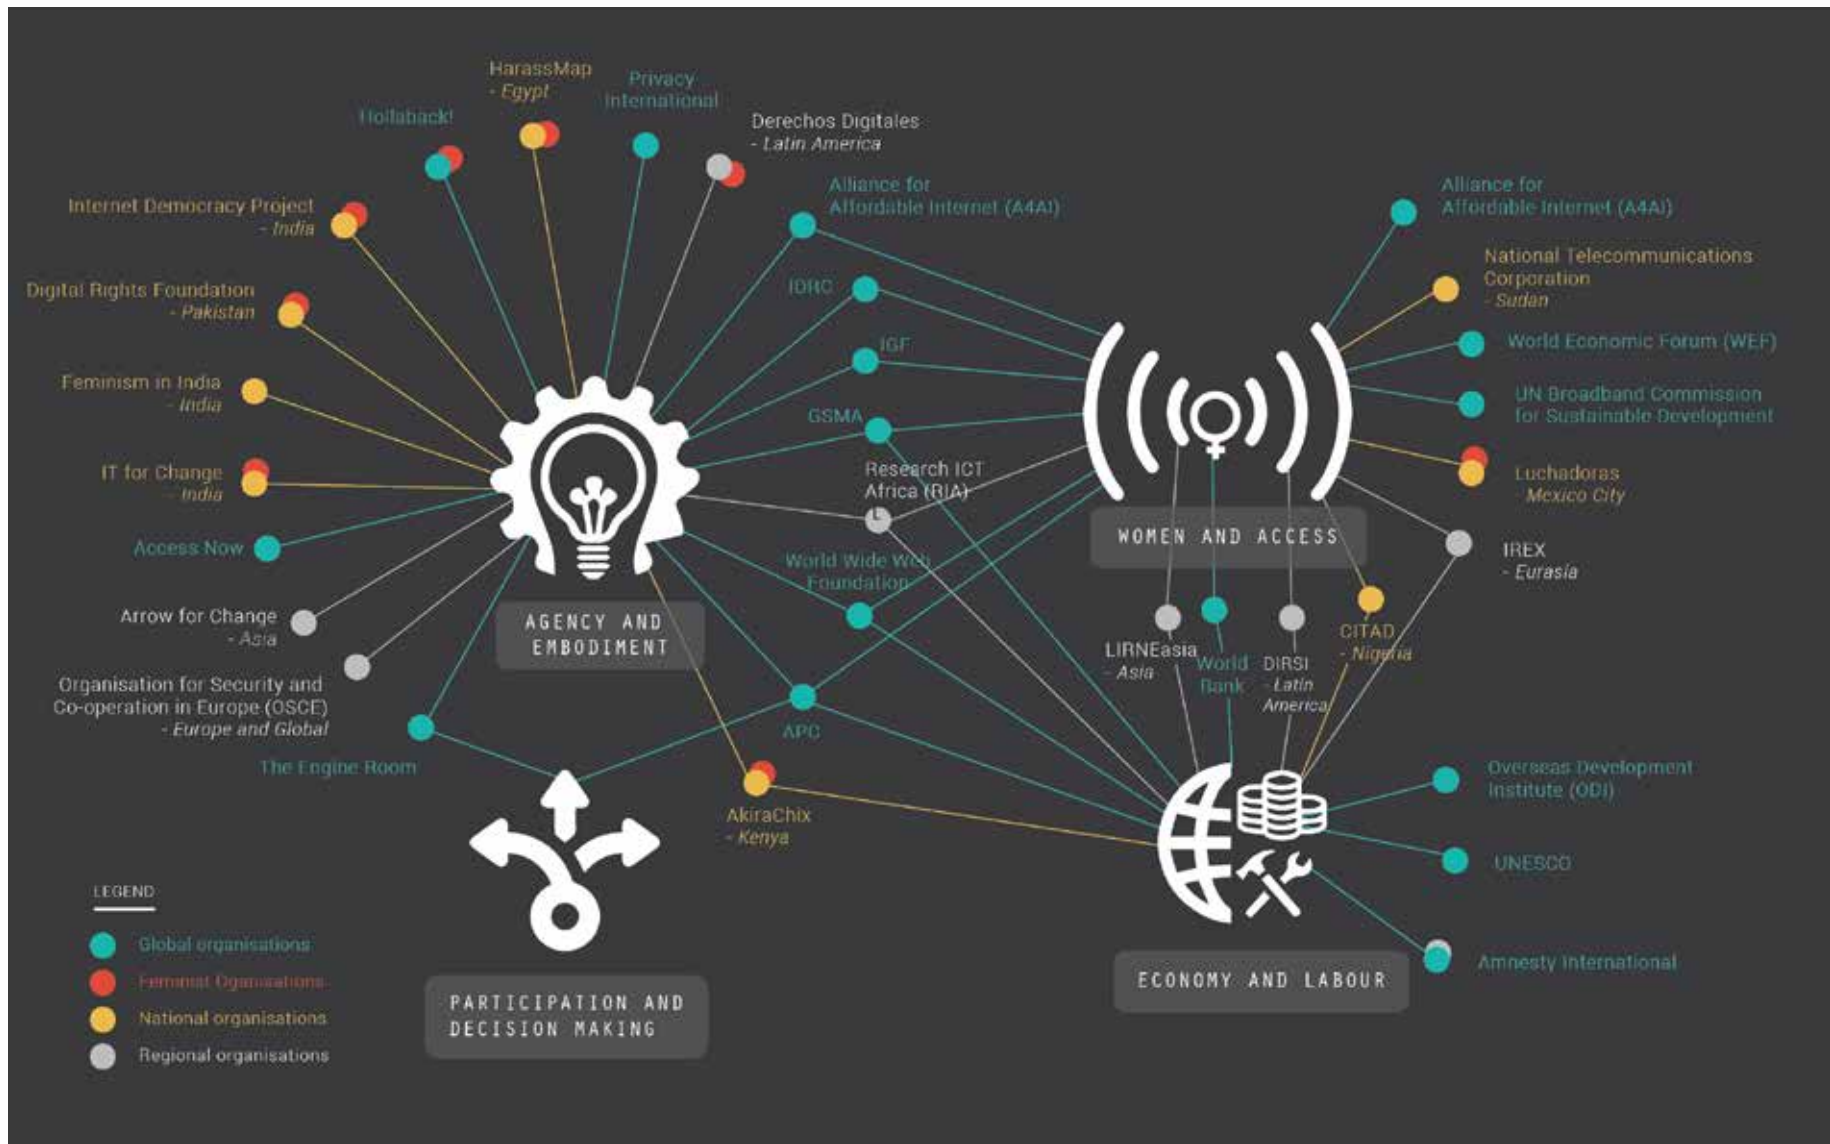 HarassMap
- Egypt
Privacy
International
Hollaback!
Derechos Digitales
- Latin America
Alliance for
Affordable Internet (A4AI)
Alliance for
Affordable Internet (A4AI)
Internet Democracy Project
- India
National Telecommunications
Corporation
- Sudan
Digital Rights Foundation
- Pakistan
IDRC
IGF
World Economic Forum (WEF)
Feminism in India
- India
UN Broadband Commission
for Sustainable Development
GSMA
IT for Change
- India
Research ICT
Africa (RIA)
Luchadoras
- Mexico City
WOMEN AND ACCESS
Access Now
IREX
- Eurasia
World Wide Web
Foundation
Arrow for Change
- Asia
AGENCY AND
EMBODIMENT
CITAD
- Nigeria
LIRNEasia
- Asia
World
Bank
DIRSI
- Latin
America
Organisation for Security and
Co-operation in Europe (OSCE)
- Europe and Global
APC
The Engine Room
Overseas Development
Institute (ODI)
AkiraChix
- Kenya
UNESCO
LEGEND
Global organisations
Feminist Oganisations
National organisations
Regional organisations
PARTICIPATION AND
DECISION MAKING
ECONOMY AND LABOUR
Amnesty International